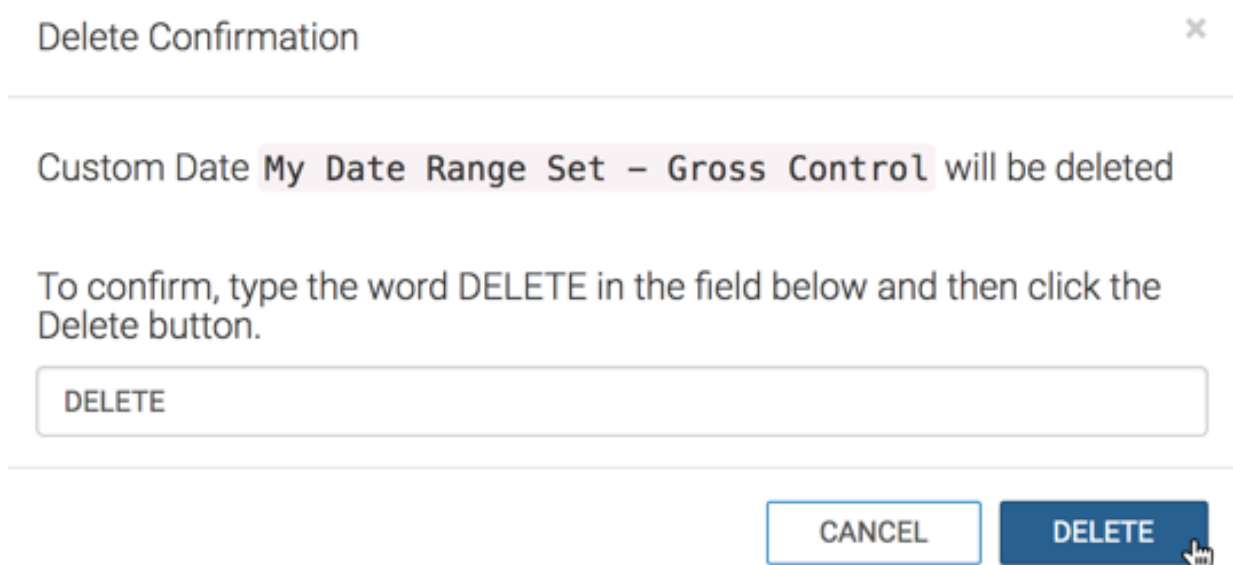 Delete Confirmation
×
Custom Date My Date Range Set – Gross Control will be deleted
To confirm, type the word DELETE in the field below and then click the
Delete button.
DELETE
CANCEL
DELETE